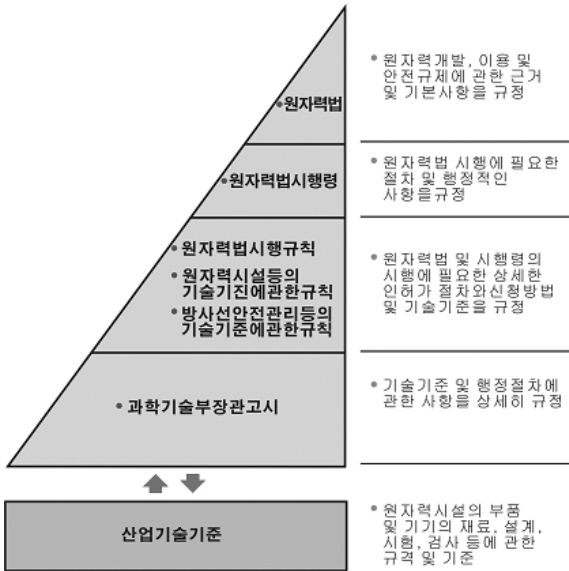 • 원자력법
• 원자력개발, 이용 및
안전규제에 관한 근거
및 기본사항을 규정
• 원자력법시행령
• 원자력법 시행에 필요한
절차 및 행정적인
사항을규정
• 원자력법시행규칙
• 원자력시설등의
기술기진에관한규칙
• 방사선안전관리등의
기술기준에관한규칙
• 원자력법 및 시행령의
시행에 필요한 상세한
인허가 절차와신청방법
및 기술기준을 규정
• 과학기술부장관고시
• 기술기준 및 행정절차에
관한 사항을 상세히 규정
산업기술기준
• 원자력시설의 부품
및 기기의 재료, 설계,
시험, 검사 등에 관한
규격 및 기준